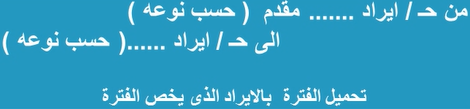 من حـ / ايراد ....... مقدم ( حسب نوعه )
الى حـ / ايراد ......( حسب نوعه )
تحميل الفترة بالايراد الذى يخص الفترة